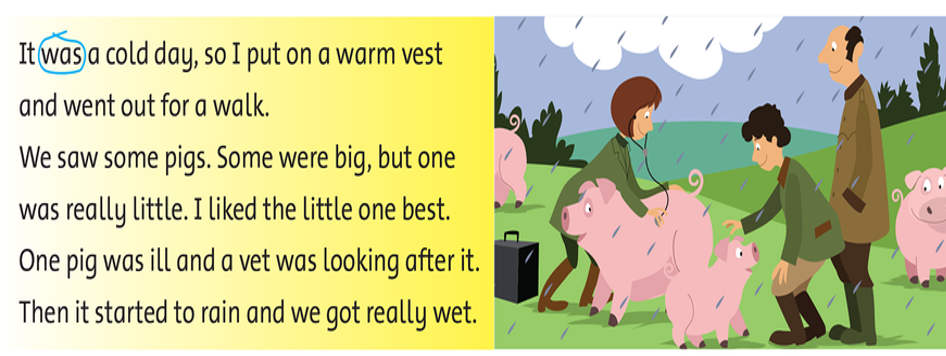 It was a cold day, so I put on a warm vest
and went out for a walk.
We saw some pigs. Some were big, but one
was really little. I liked the little one best.
One pig was ill and a vet was looking after it.
Then it started to rain and we got really wet.